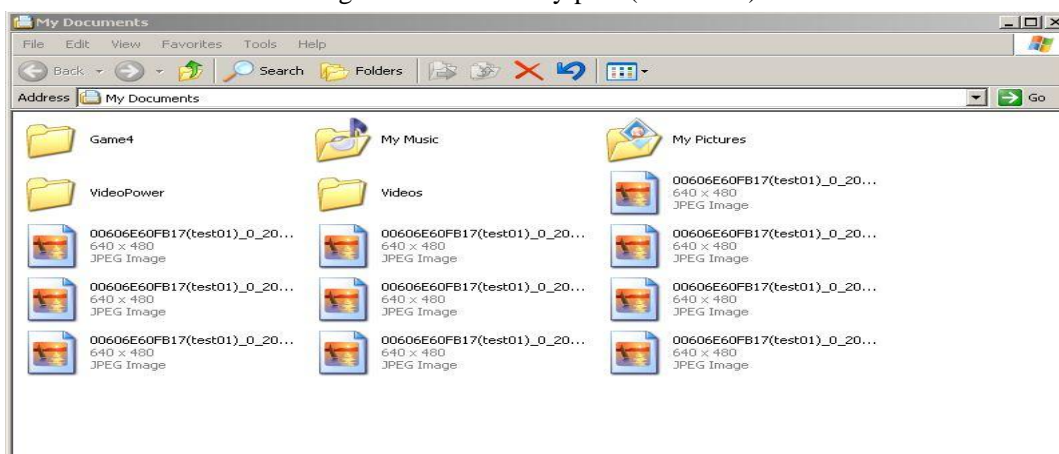 My Documents
File Edit View Favorites Tools Help
Back Search Folders
Address My Documents Go
Game4 My Music My Pictures
VideoPower Videos 00606E60FB17(test01)_0_20...
640 x 480
JPEG Image
00606E60FB17(test01)_0_20... 00606E60FB17(test01)_0_20... 00606E60FB17(test01)_0_20...
640 x 480 640 x 480 640 x 480
JPEG Image JPEG Image JPEG Image
00606E60FB17(test01)_0_20... 00606E60FB17(test01)_0_20... 00606E60FB17(test01)_0_20...
640 x 480 640 x 480 640 x 480
JPEG Image JPEG Image JPEG Image
00606E60FB17(test01)_0_20... 00606E60FB17(test01)_0_20... 00606E60FB17(test01)_0_20...
640 x 480 640 x 480 640 x 480
JPEG Image JPEG Image JPEG Image